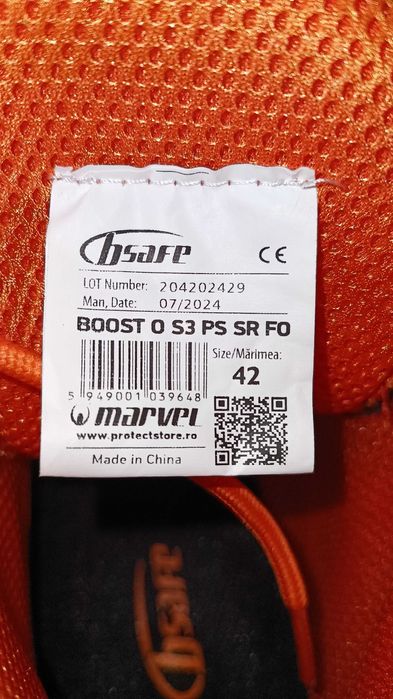 bsafe
CE
LOT Number: 204202429
Man, Date: 07/2024
BOOST O S3 PS SR FO
Size/Mărimea:
42
5 949001 039648
marvel
www.protectstore.ro
Made in China
bsafe